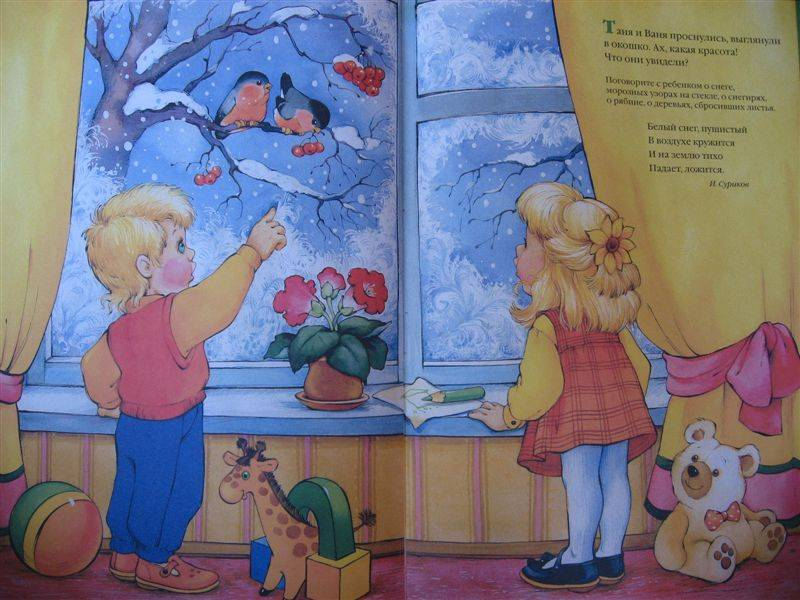 Таня и Ваня проснулись, выглянули
в окошко. Ах, какая красота!
Что они увидели?
Поговорите с ребенком о снеге,
морозных узорах на стекле, о снегирях,
о рябине, о деревьях, сбросивших листья.
Белый снег, пушистый
В воздухе кружится
И на землю тихо
Падает, ложится.
И. Суриков